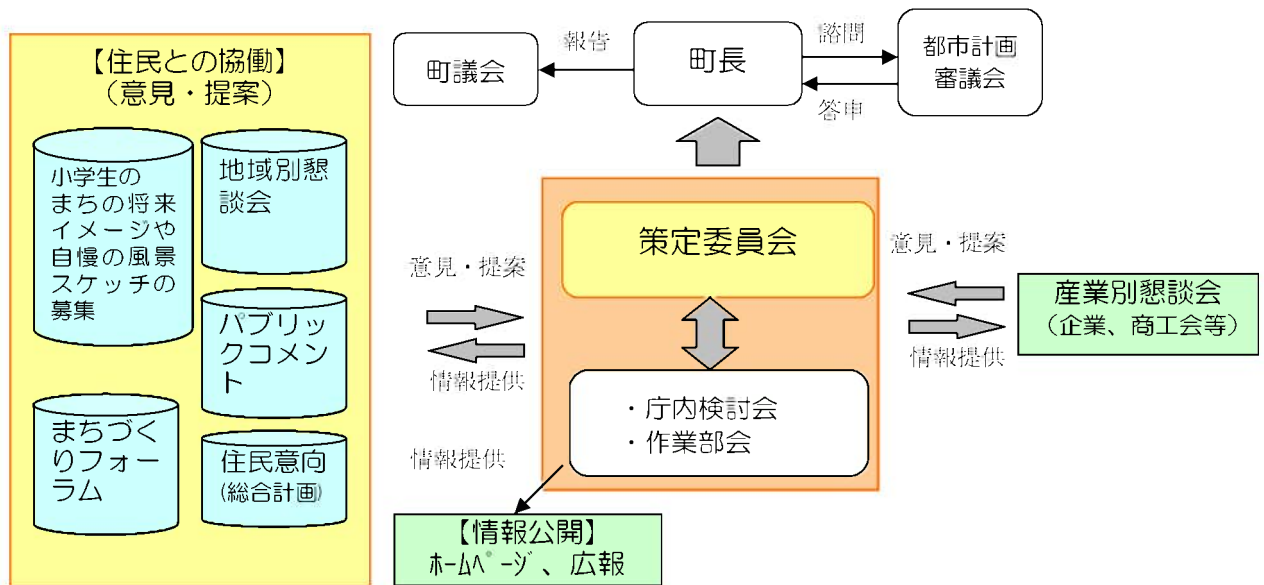 【住民との協働】
（意見・提案）
小学生の
まちの将来
イメージや
自慢の風景
スケッチの
募集
地域別懇
談会
パブリッ
クコメン
ト
まちづく
りフォー
ラム
住民意向
(総合計画)
町議会
報告
町長
諮問
答申
都市計画
審議会
策定委員会
・庁内検討会
・作業部会
意見・提案
情報提供
情報提供
【情報公開】
ﾎｰﾑﾍﾟｰｼﾞ、広報
意見・提案
情報提供
産業別懇談会
（企業、商工会等）